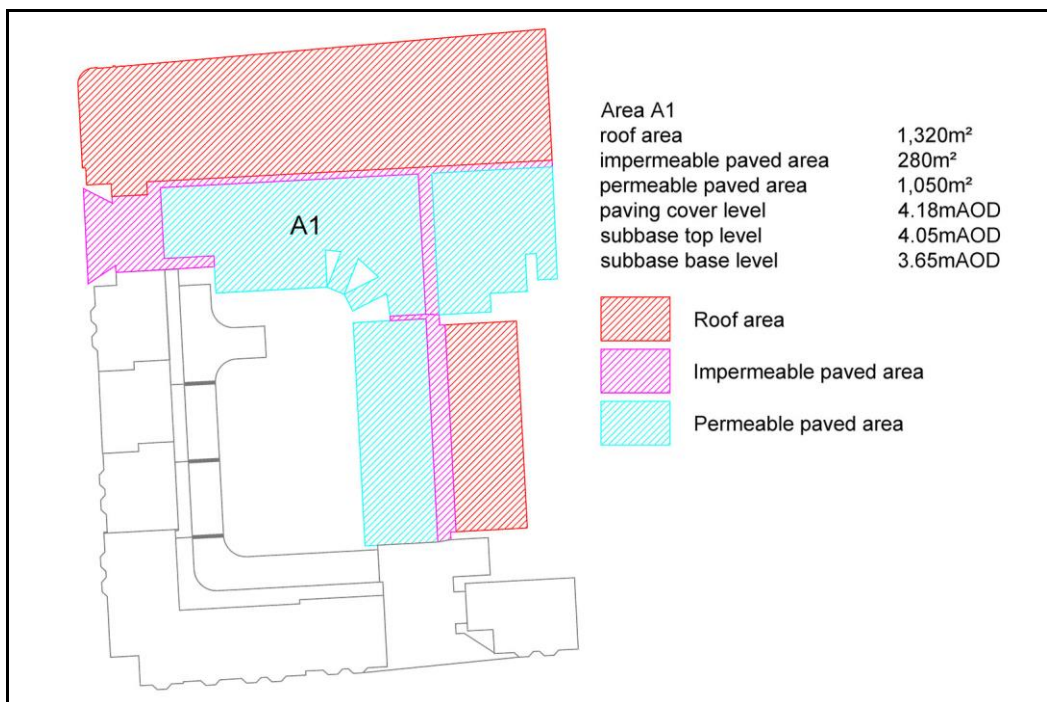 Area A1
roof area 1,320m²
impermeable paved area 280m²
permeable paved area 1,050m²
paving cover level 4.18mAOD
subbase top level 4.05mAOD
subbase base level 3.65mAOD
A1
Roof area
Impermeable paved area
Permeable paved area